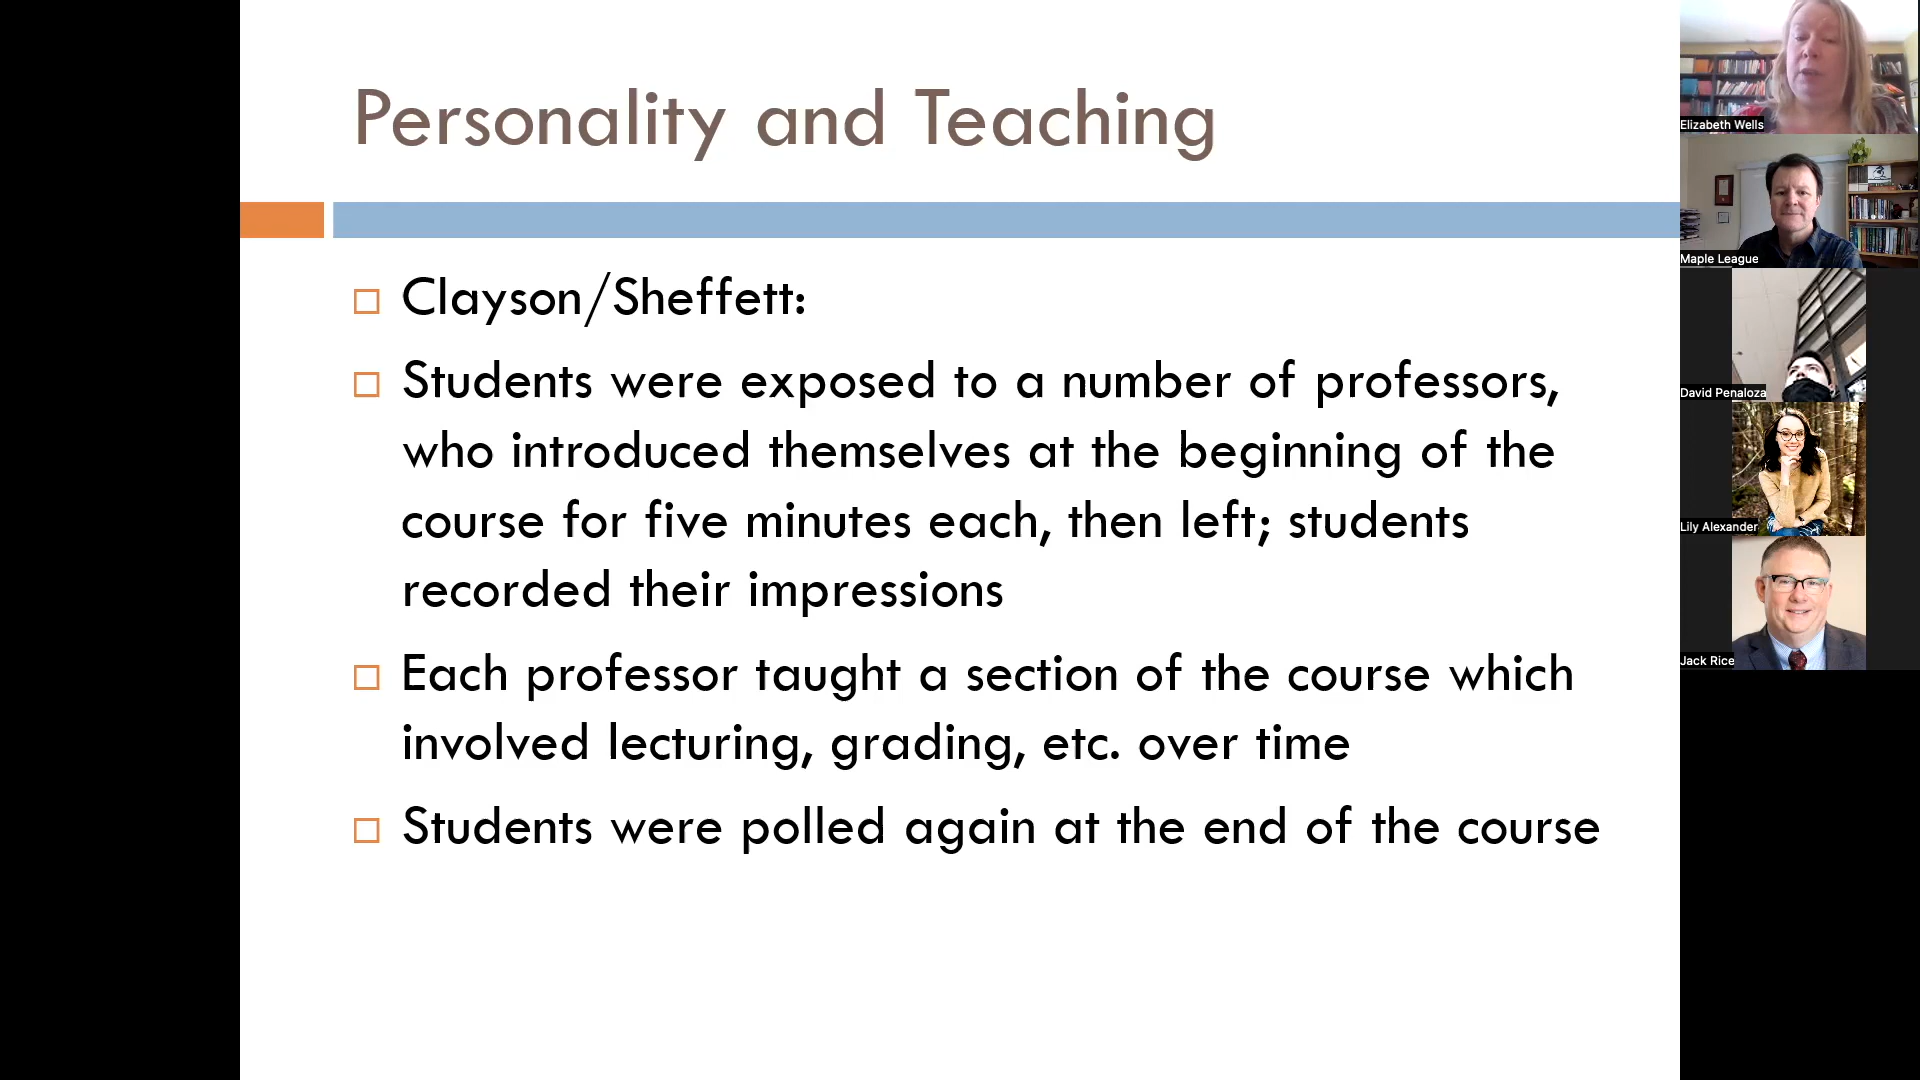 Personality and Teaching
Clayson/Sheffett:
Students were exposed to a number of professors,
who introduced themselves at the beginning of the
course for five minutes each, then left; students
recorded their impressions
Each professor taught a section of the course which
involved lecturing, grading, etc. over time
Students were polled again at the end of the course
Elizabeth Wells
Maple League
David Penaloza
Lily Alexander
Jack Rice